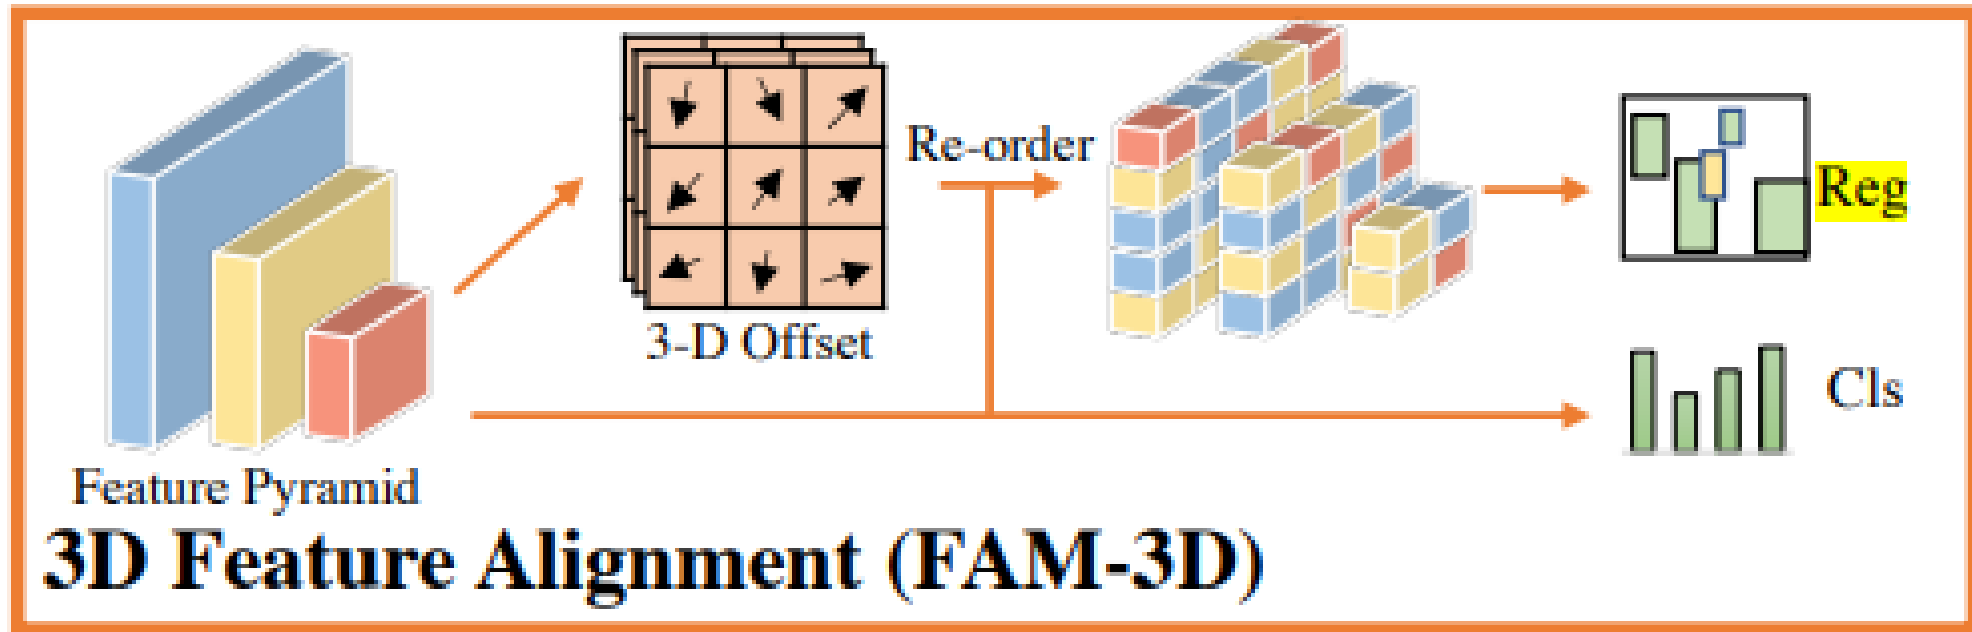 Re-order
Reg
3-D Offset
Cls
Feature Pyramid
3D Feature Alignment (FAM-3D)